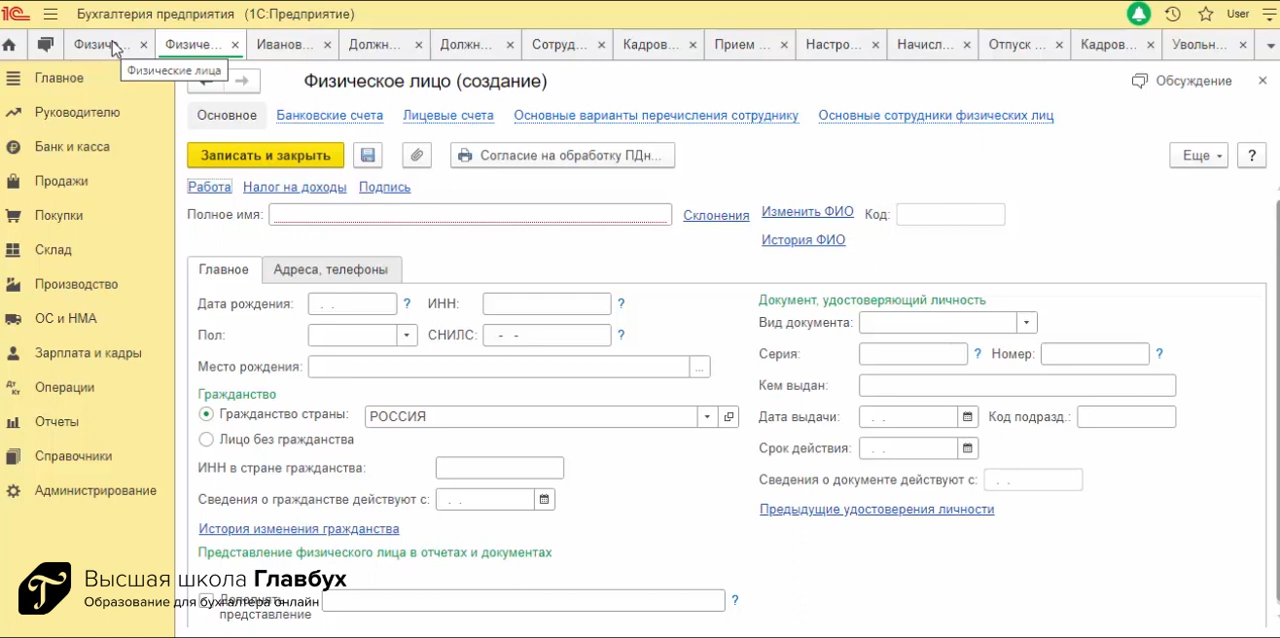 1С Бухгалтерия предприятия (1С:Предприятие) User
Физич... Физиче... Иванов... Должн... Должн... Сотруд... Кадров... Прием ... Настро... Начисл... Отпуск ... Кадров... Увольн...
Физические лица
Главное
Руководителю
Банк и касса
Продажи
Покупки
Склад
Производство
ОС и НМА
Зарплата и кадры
Операции
Отчеты
Справочники
Администрирование
Физическое лицо (создание) Обсуждение
Основное Банковские счета Лицевые счета Основные варианты перечисления сотруднику Основные сотрудники физических лиц
Записать и закрыть Согласие на обработку ПДн... Еще ?
Работа Налог на доходы Подпись
Полное имя: Склонения Изменить ФИО Код:
История ФИО
Главное Адреса, телефоны
Дата рождения: . . ? ИНН: ?
Пол: СНИЛС: - - ?
Место рождения: ...
Гражданство
Гражданство страны: РОССИЯ
Лицо без гражданства
ИНН в стране гражданства:
Сведения о гражданстве действуют с: . .
История изменения гражданства
Представление физического лица в отчетах и документах
Дополнять
представление ?
Документ, удостоверяющий личность
Вид документа:
Серия: ? Номер: ?
Кем выдан:
Дата выдачи: . . Код подразд.:
Срок действия: . .
Сведения о документе действуют с: . .
Предыдущие удостоверения личности
Высшая школа Главбух
Образование для бухгалтера онлайн